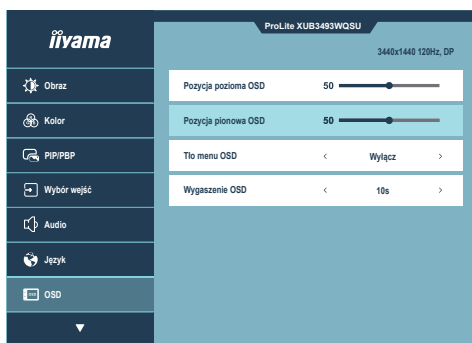 iiyama
ProLite XUB3493WQSU
3440x1440 120Hz, DP
Obraz
Kolor
PIP/PBP
Wybór wejść
Audio
Język
OSD
Pozycja pozioma OSD 50
Pozycja pionowa OSD 50
Tło menu OSD < Wyłącz >
Wygaszenie OSD < 10s >